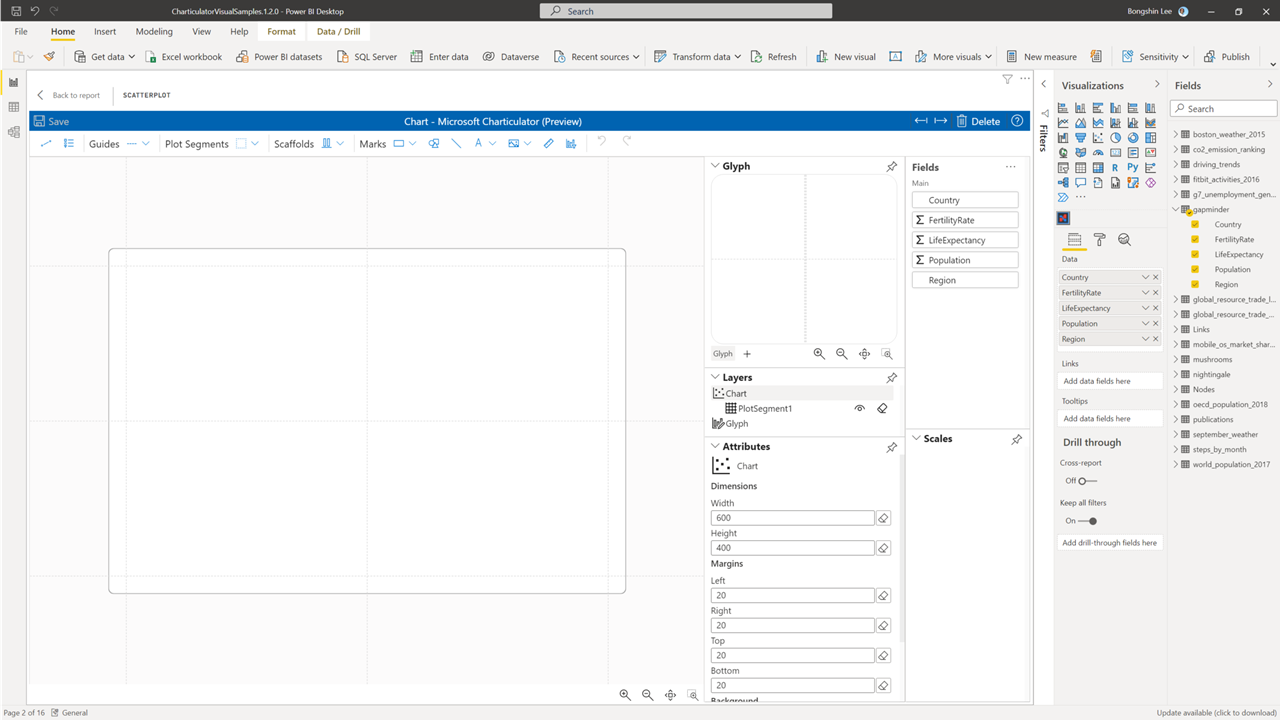 CharticulatorVisualSamples.1.2.0 - Power BI Desktop
Search
Bongshin Lee
File
Home
Insert
Modeling
View
Help
Format
Data / Drill
Get data
Excel workbook
Power BI datasets
SQL Server
Enter data
Dataverse
Recent sources
Transform data
Refresh
New visual
More visuals
New measure
Sensitivity
Publish
Back to report
SCATTERPLOT
Save
Chart - Microsoft Charticulator (Preview)
Delete
Guides
Plot Segments
Scaffolds
Marks
Glyph
Glyph
Layers
Chart
PlotSegment1
Glyph
Attributes
Chart
Dimensions
Width
600
Height
400
Margins
Left
20
Right
20
Top
20
Bottom
20
Background
Fields
Main
Country
FertilityRate
LifeExpectancy
Population
Region
Scales
Filters
Visualizations
Data
Country
FertilityRate
LifeExpectancy
Population
Region
Links
Add data fields here
Tooltips
Add data fields here
Drill through
Cross-report
Off
Keep all filters
On
Add drill-through fields here
Fields
Search
boston_weather_2015
co2_emission_ranking
driving_trends
fitbit_activities_2016
g7_unemployment_gen...
gapminder
Country
FertilityRate
LifeExpectancy
Population
Region
global_resource_trade_l...
global_resource_trade_...
Links
mobile_os_market_shar...
mushrooms
nightingale
Nodes
oecd_population_2018
publications
september_weather
steps_by_month
world_population_2017
Page 2 of 16
General
Update available (click to download)